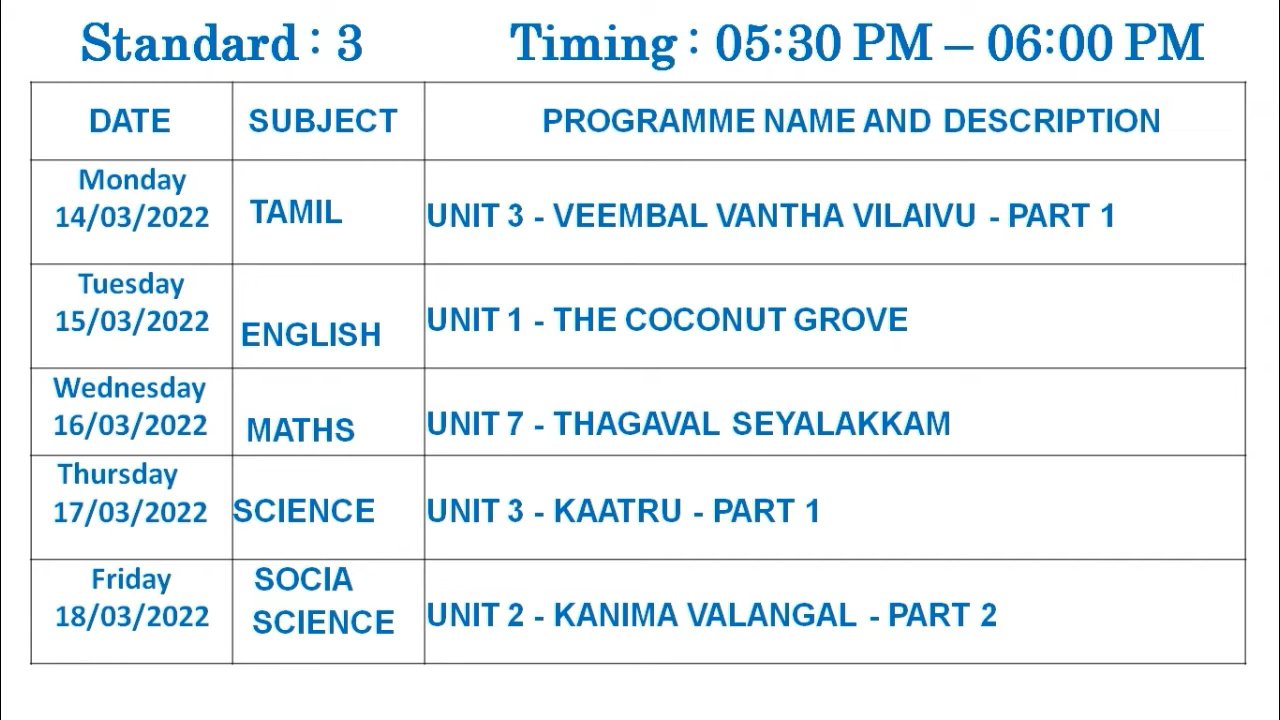 Standard : 3 Timing : 05:30 PM – 06:00 PM
DATE SUBJECT PROGRAMME NAME AND DESCRIPTION
Monday
14/03/2022 TAMIL UNIT 3 - VEEMBAL VANTHA VILAIVU - PART 1
Tuesday
15/03/2022 ENGLISH UNIT 1 - THE COCONUT GROVE
Wednesday
16/03/2022 MATHS UNIT 7 - THAGAVAL SEYALAKKAM
Thursday
17/03/2022 SCIENCE UNIT 3 - KAATRU - PART 1
Friday
18/03/2022 SOCIA
SCIENCE UNIT 2 - KANIMA VALANGAL - PART 2